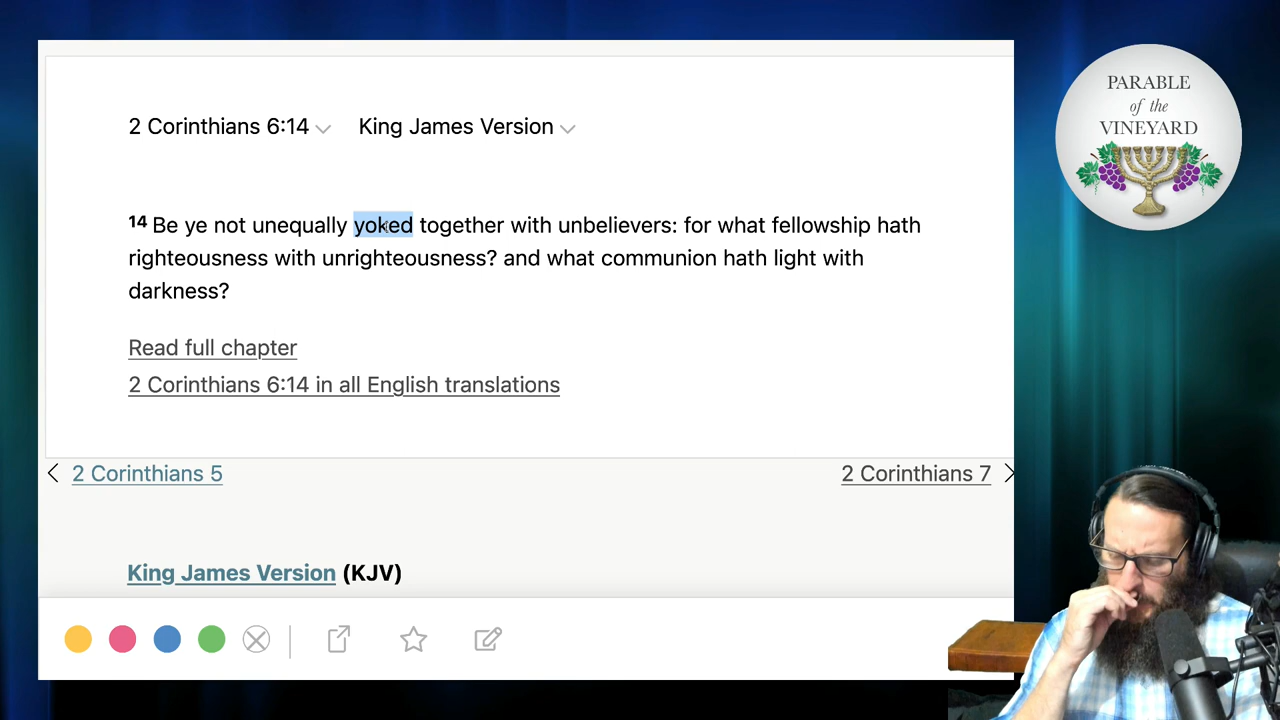 2 Corinthians 6:14 King James Version
14 Be ye not unequally yoked together with unbelievers: for what fellowship hath
righteousness with unrighteousness? and what communion hath light with
darkness?
Read full chapter
2 Corinthians 6:14 in all English translations
2 Corinthians 5
2 Corinthians 7
King James Version (KJV)
PARABLE
of the
VINEYARD